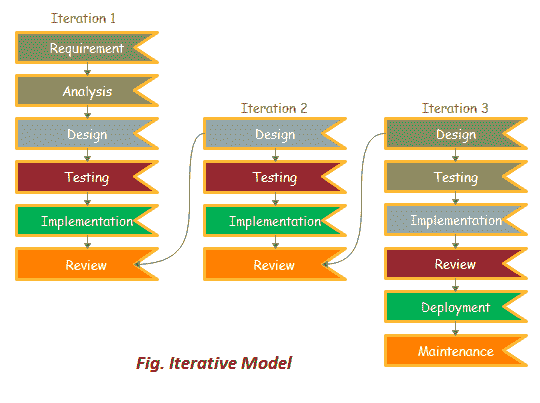 Iteration 1
Requirement
Analysis
Design
Testing
Implementation
Review
Iteration 2
Design
Testing
Implementation
Review
Iteration 3
Design
Testing
Implementation
Review
Deployment
Maintenance
Fig. Iterative Model